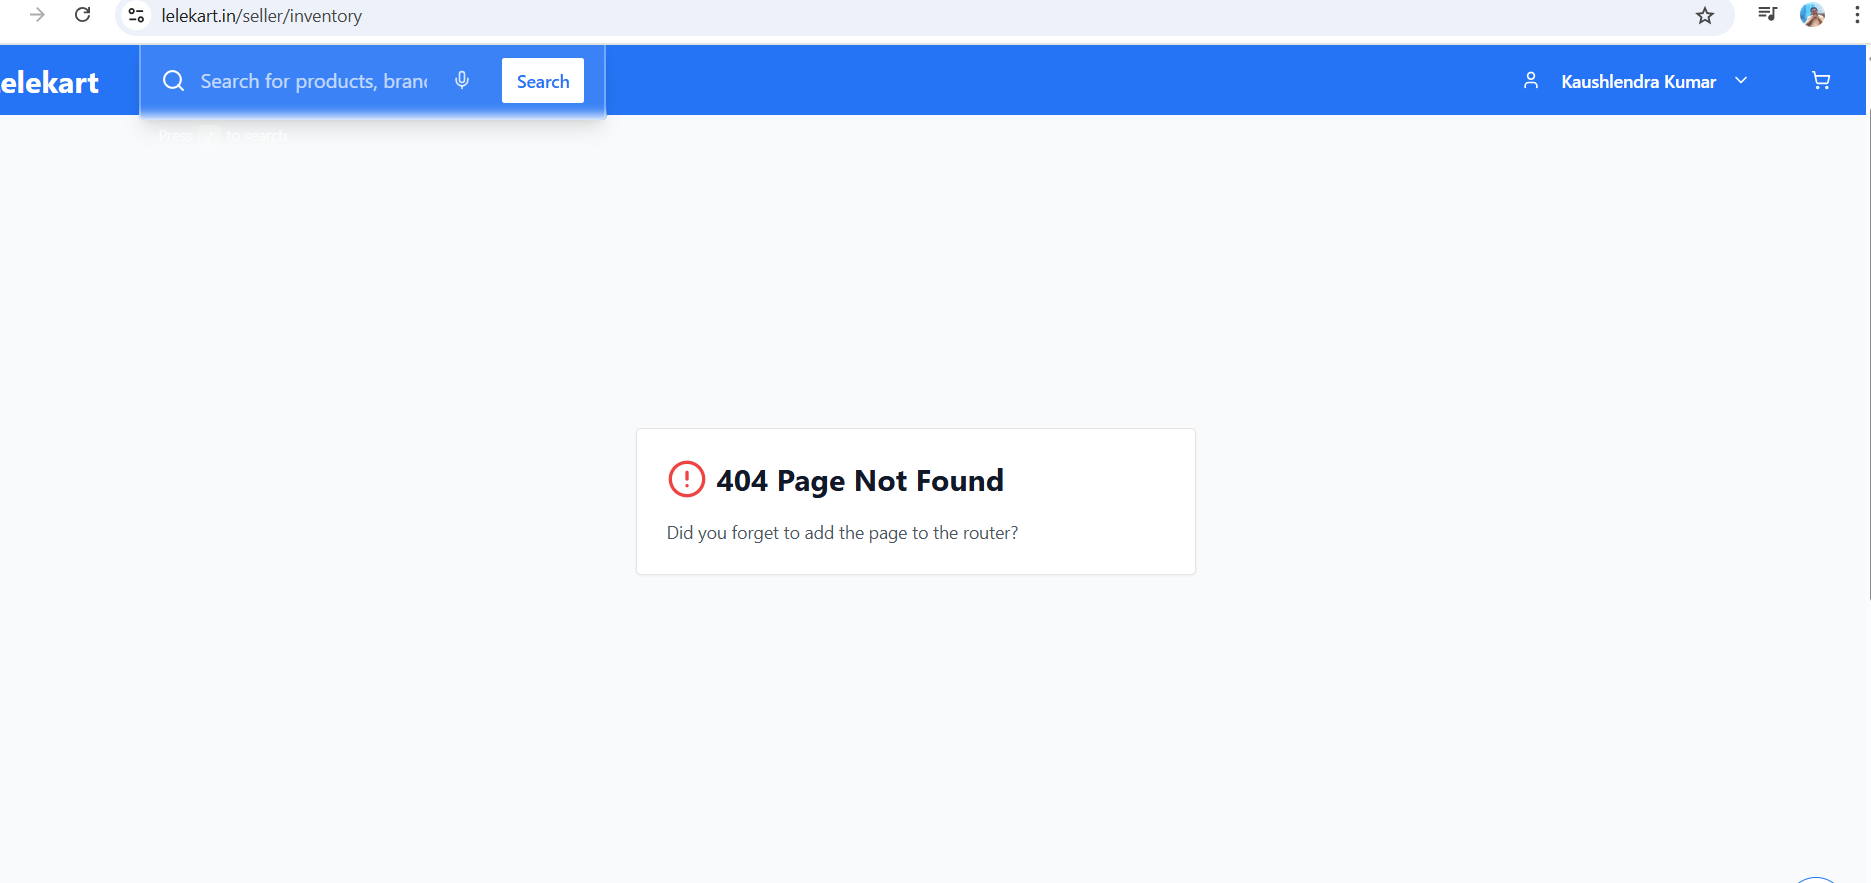 lelekart.in/seller/inventory
elekart
Search for products, bran
Search
Kaushlendra Kumar
Press / to search
404 Page Not Found
Did you forget to add the page to the router?